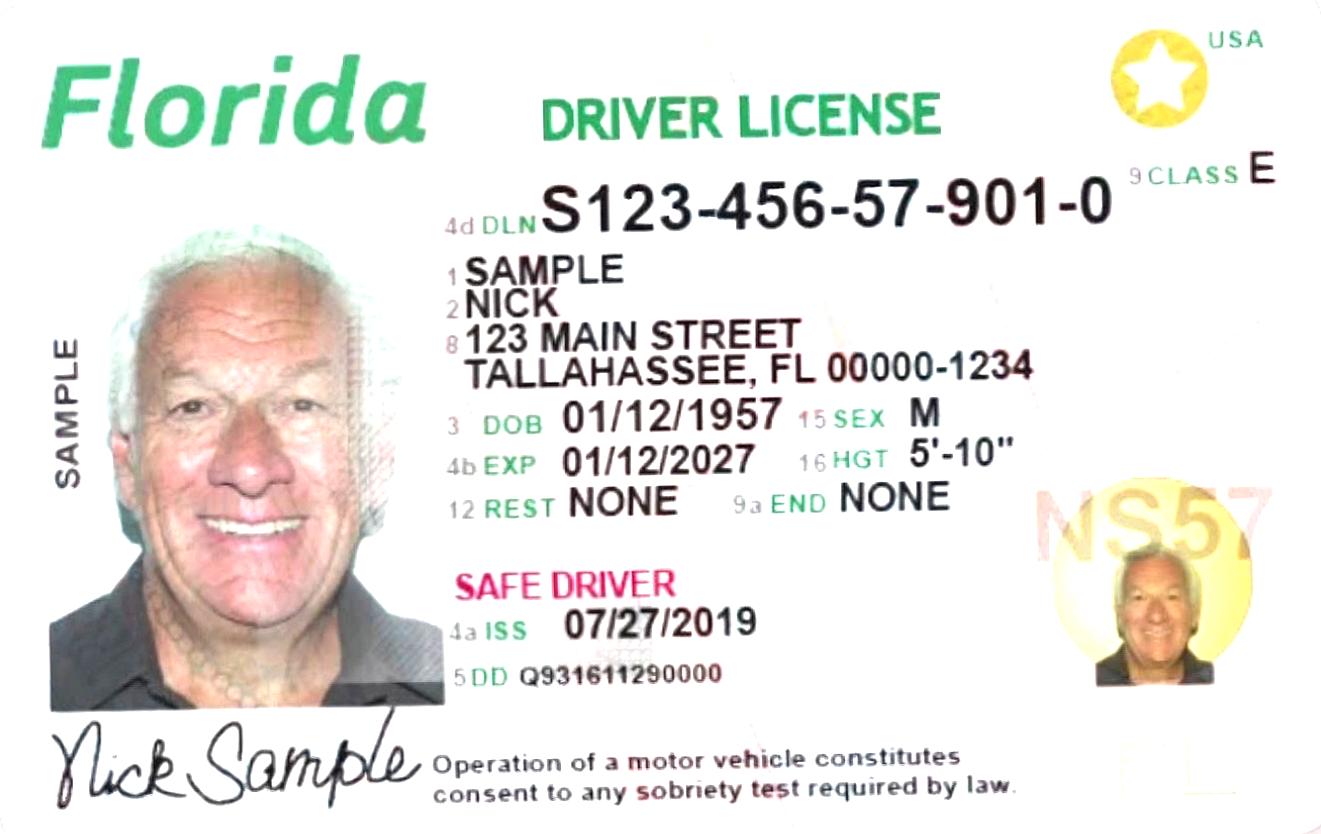 Florida
DRIVER LICENSE
USA
9 CLASS E
4d DLN S123-456-57-901-0
1 SAMPLE
2 NICK
8 123 MAIN STREET
TALLAHASSEE, FL 00000-1234
3 DOB 01/12/1957 15 SEX M
4b EXP 01/12/2027 16 HGT 5'-10"
12 REST NONE 9a END NONE
SAMPLE
NS57
SAFE DRIVER
4a ISS 07/27/2019
5 DD Q931611290000
Nick Sample
Operation of a motor vehicle constitutes
consent to any sobriety test required by law.
FL